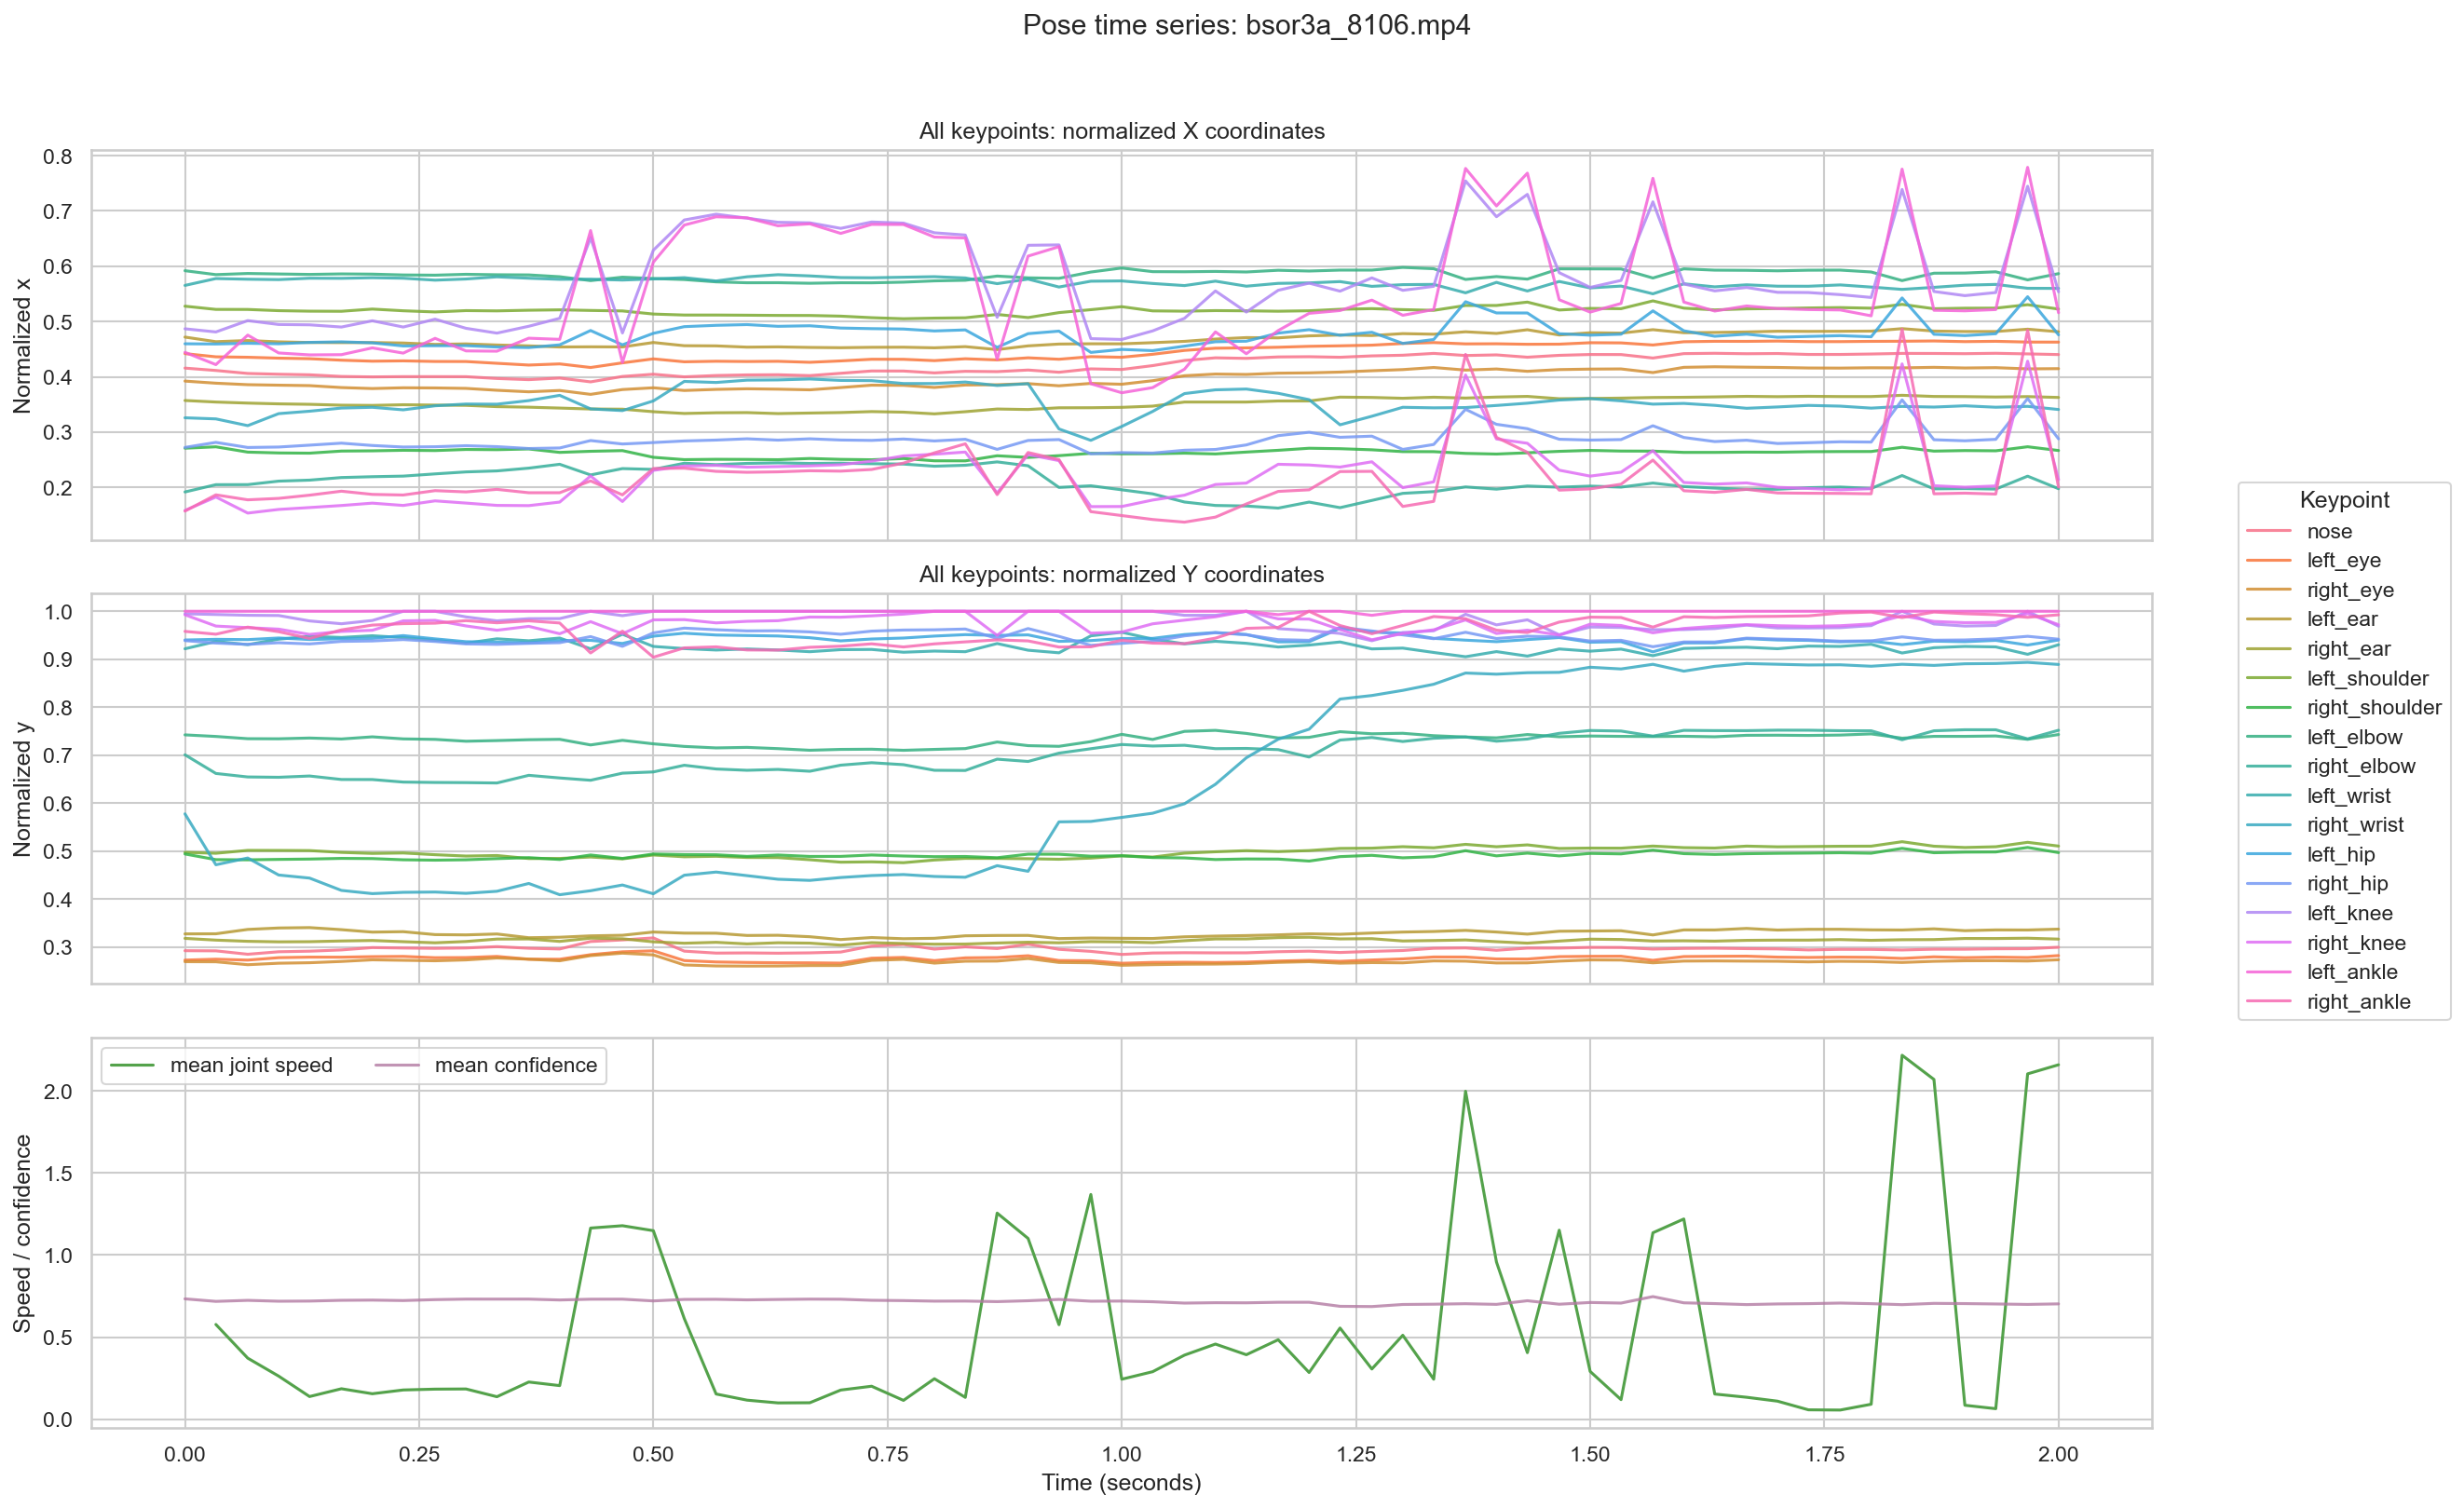 Pose time series: bsor3a_8106.mp4
All keypoints: normalized X coordinates
Normalized x
0.8
0.7
0.6
0.5
0.4
0.3
0.2
All keypoints: normalized Y coordinates
Normalized y
1.0
0.9
0.8
0.7
0.6
0.5
0.4
0.3
mean joint speed
mean confidence
Speed / confidence
2.0
1.5
1.0
0.5
0.0
0.00 0.25 0.50 0.75 1.00 1.25 1.50 1.75 2.00
Time (seconds)
Keypoint
nose
left_eye
right_eye
left_ear
right_ear
left_shoulder
right_shoulder
left_elbow
right_elbow
left_wrist
right_wrist
left_hip
right_hip
left_knee
right_knee
left_ankle
right_ankle